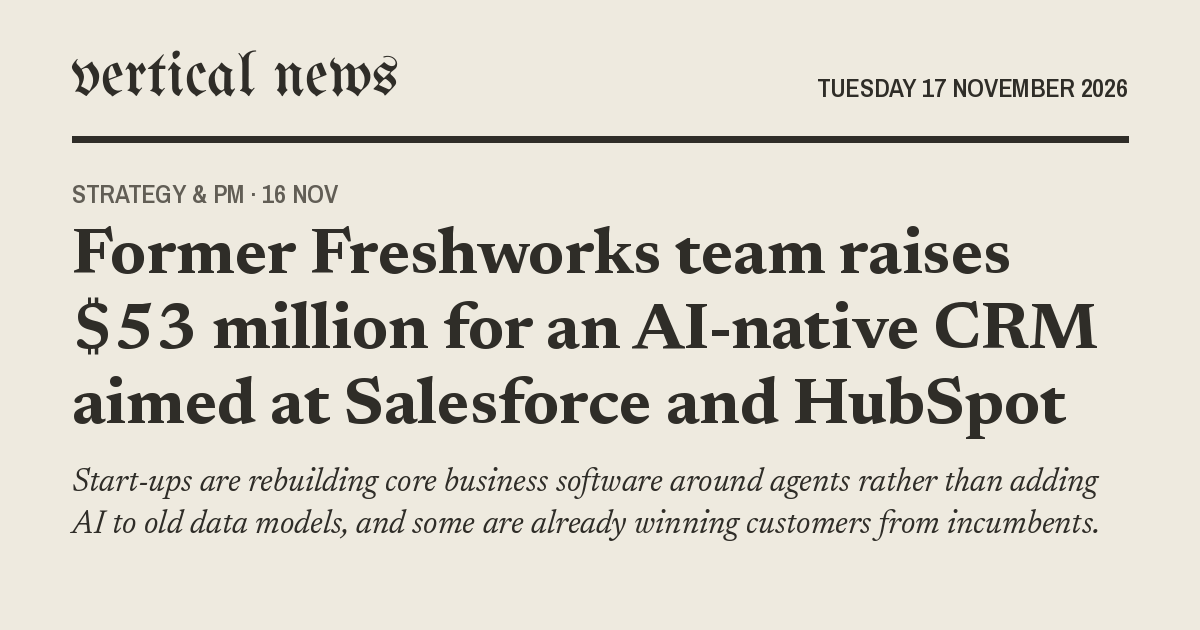 vertical news
TUESDAY 17 NOVEMBER 2026
STRATEGY & PM · 16 NOV
Former Freshworks team raises
$53 million for an AI-native CRM
aimed at Salesforce and HubSpot
Start-ups are rebuilding core business software around agents rather than adding
AI to old data models, and some are already winning customers from incumbents.